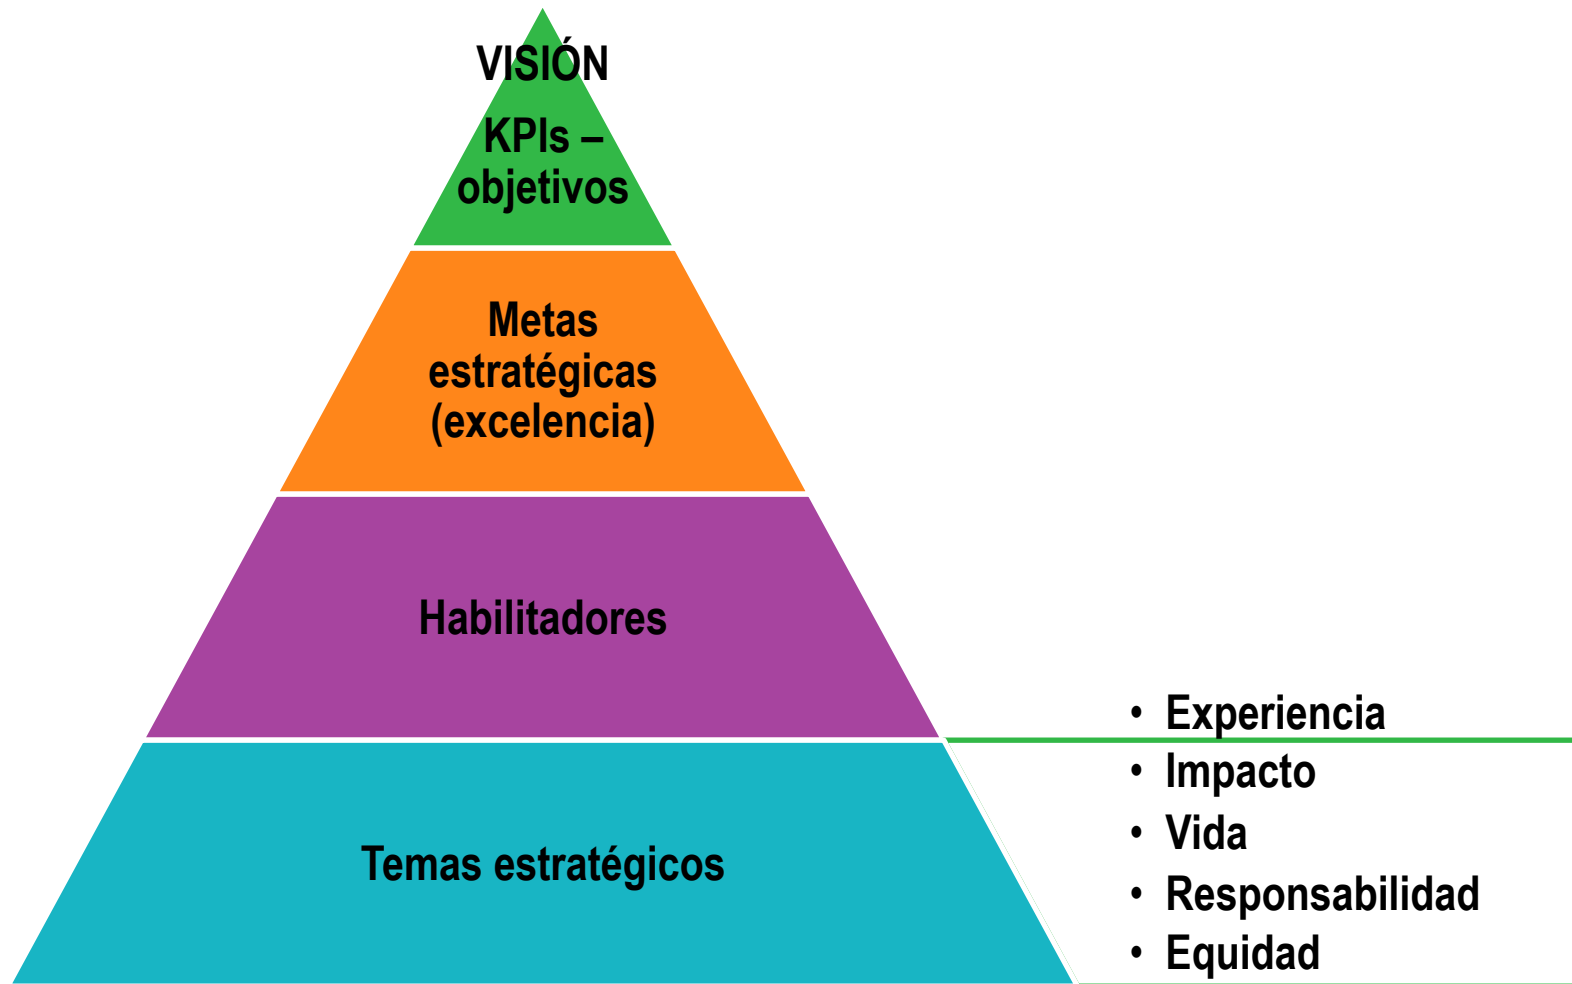 VISIÓN
KPIs –
objetivos
Metas
estratégicas
(excelencia)
Habilitadores
Temas estratégicos
• Experiencia
• Impacto
• Vida
• Responsabilidad
• Equidad